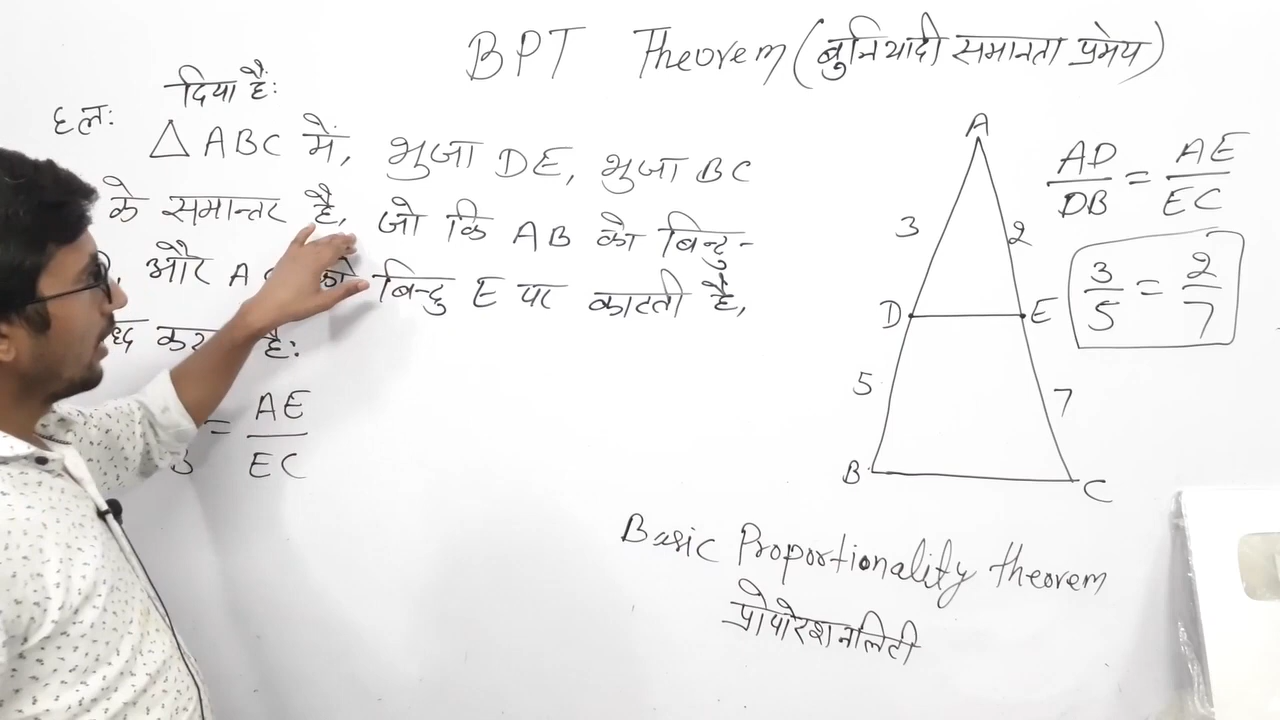 BPT Theorem (बुनियादी समानता प्रमेय)
दिया है:
हल:
△ ABC में, भुजा DE, भुजा BC
के समान्तर है, जो कि AB को बिन्दु-
और A को बिन्दु E पर काटती है,
है:
= AE
EC
A
3
2
D
E
5
7
B
C
AD/DB = AE/EC
3/5 = 2/7
Basic Proportionality theorem
प्रोपोरेशनलिटी